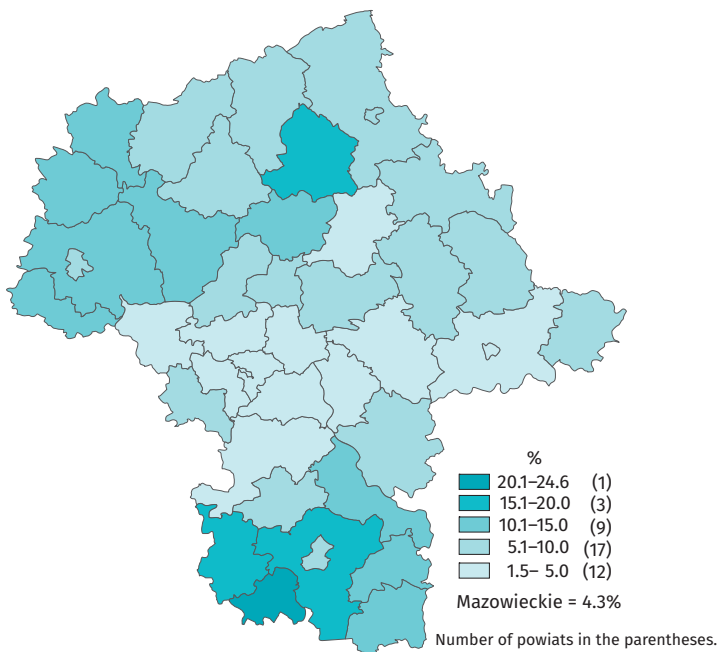 %
20.1–24.6 (1)
15.1–20.0 (3)
10.1–15.0 (9)
5.1–10.0 (17)
1.5– 5.0 (12)
Mazowieckie = 4.3%
Number of powiats in the parentheses.